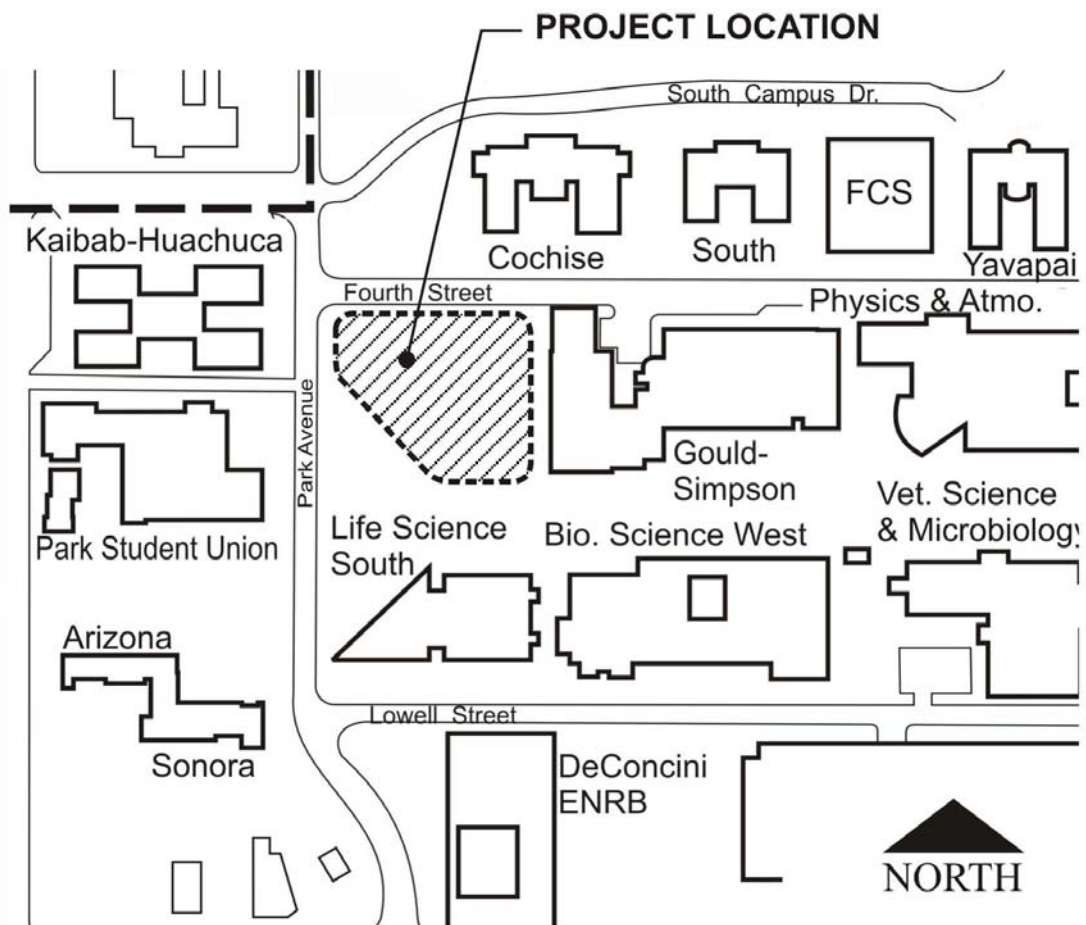 PROJECT LOCATION
South Campus Dr.
FCS
Kaibab-Huachuca
Cochise
South
Yavapai
Fourth Street
Physics & Atmo.
Park Avenue
Gould-
Simpson
Vet. Science
& Microbiology
Life Science
South
Bio. Science West
Park Student Union
Arizona
Sonora
Lowell Street
DeConcini
ENRB
NORTH